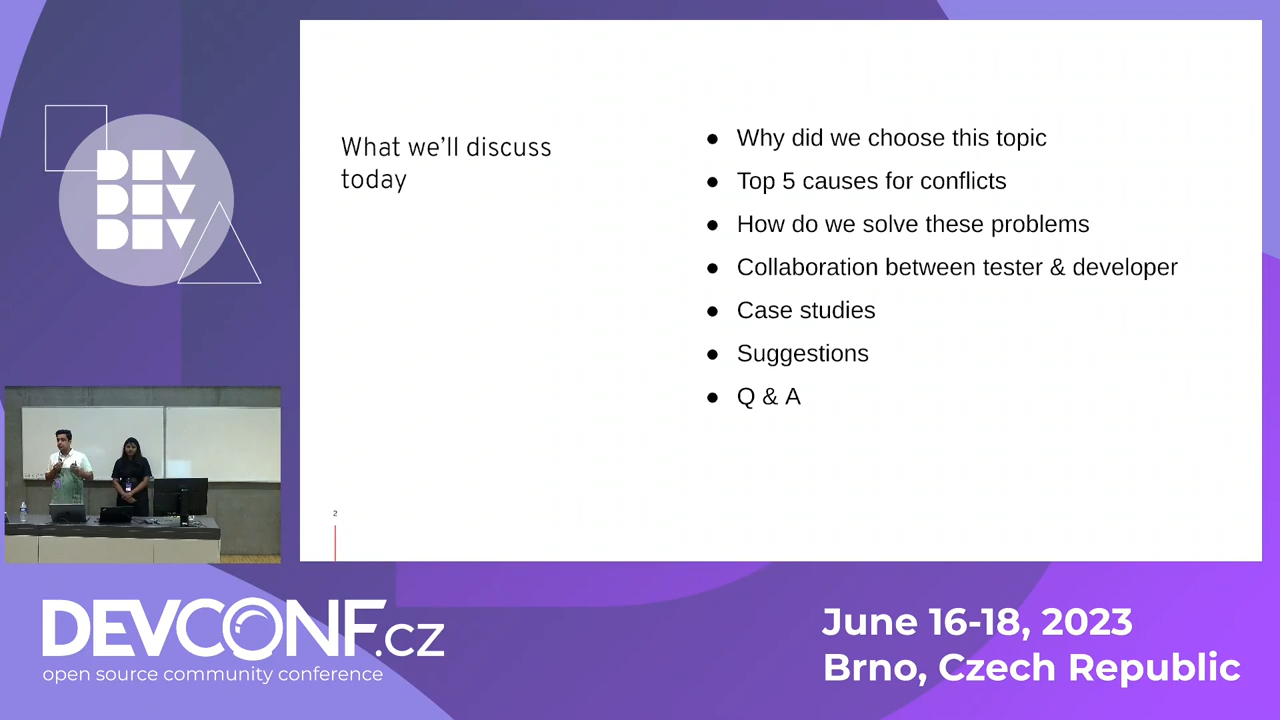 DEV
DEV
DEV
What we'll discuss
today
● Why did we choose this topic
● Top 5 causes for conflicts
● How do we solve these problems
● Collaboration between tester & developer
● Case studies
● Suggestions
● Q & A
2
DEVCONF.CZ
open source community conference
June 16-18, 2023
Brno, Czech Republic